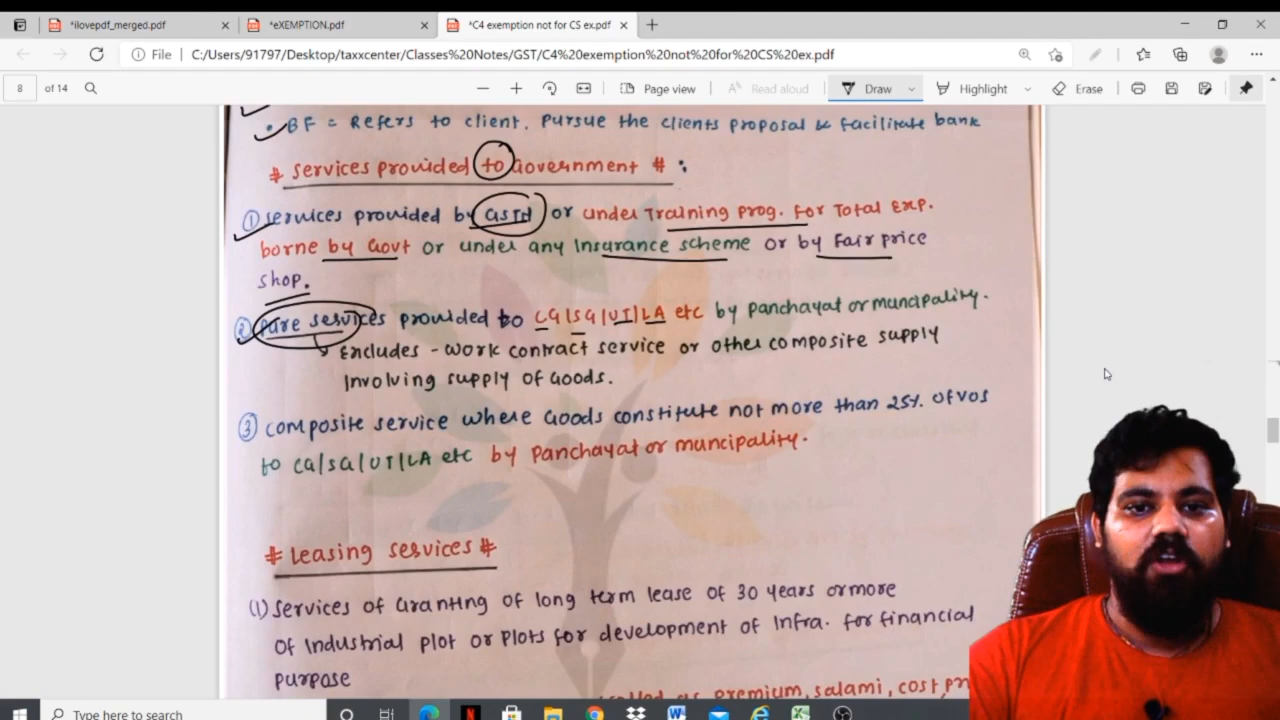 *ilovepdf_merged.pdf
*eXEMPTION.pdf
*C4 exemption not for CS ex.pdf
File
C:/Users/91797/Desktop/taxxcenter/Classes%20Notes/GST/C4%20exemption%20not%20for%20CS%20ex.pdf
8 of 14
Page view
Read aloud
Draw
Highlight
Erase
• BF = Refers to client. Pursue the clients proposal & facilitate bank
# Services provided to Government # :
① services provided by GSTN or under Training prog. For Total Exp.
borne by Govt or under any Insurance scheme or by Fair price
shop.
② Pure services provided to CG/SG/UT/LA etc by panchayat or muncipality.
Excludes - work contract service or other composite supply
Involving supply of Goods.
③ composite service where Goods constitute not more than 25%. of VOS
to CG/SG/UT/LA etc by Panchayat or muncipality.
# Leasing services #
(1) Services of Granting of long term lease of 30 years or more
Of Industrial plot or Plots for development of Infra. for financial
purpose
called as premium, salami, cost,
Type here to search